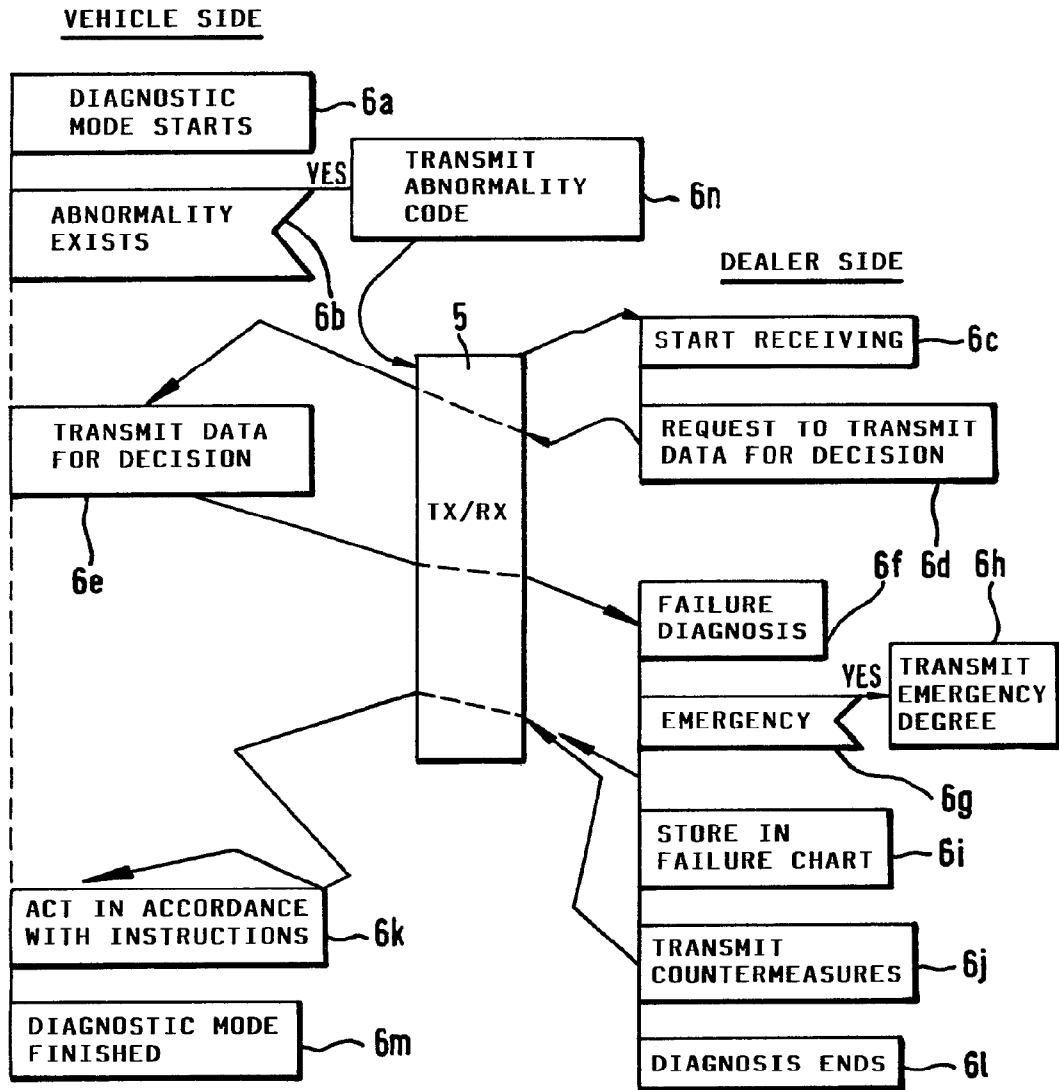 VEHICLE SIDE
DIAGNOSTIC
MODE STARTS
6a
YES
TRANSMIT
ABNORMALITY
CODE
6n
ABNORMALITY
EXISTS
6b
DEALER SIDE
5
START RECEIVING
6c
TRANSMIT DATA
FOR DECISION
6e
REQUEST TO TRANSMIT
DATA FOR DECISION
6d
TX/RX
FAILURE
DIAGNOSIS
6f
6h
YES
TRANSMIT
EMERGENCY
DEGREE
EMERGENCY
6g
STORE IN
FAILURE CHART
6i
ACT IN ACCORDANCE
WITH INSTRUCTIONS
6k
TRANSMIT
COUNTERMEASURES
6j
DIAGNOSTIC MODE
FINISHED
6m
DIAGNOSIS ENDS
6l